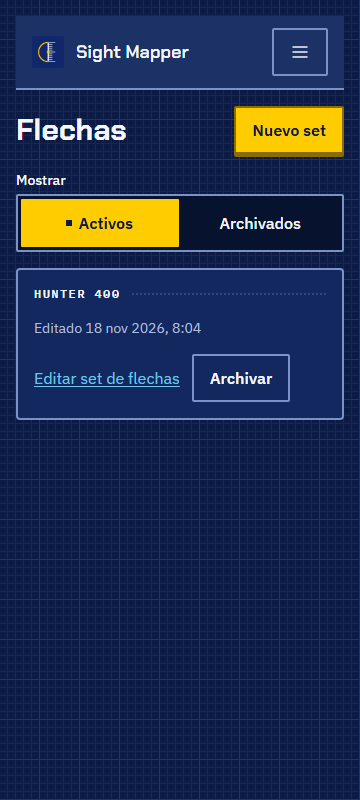 Sight Mapper
Flechas
Nuevo set
Mostrar
Activos
Archivados
HUNTER 400
Editado 18 nov 2026, 8:04
Editar set de flechas
Archivar